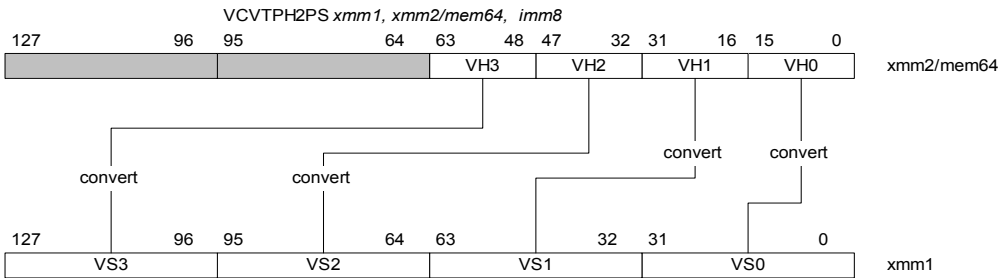 VCVTPH2PS xmm1, xmm2/mem64, imm8
127 96 95 64 63 48 47 32 31 16 15 0
VH3 VH2 VH1 VH0 xmm2/mem64
convert convert convert convert
127 96 95 64 63 32 31 0
VS3 VS2 VS1 VS0 xmm1